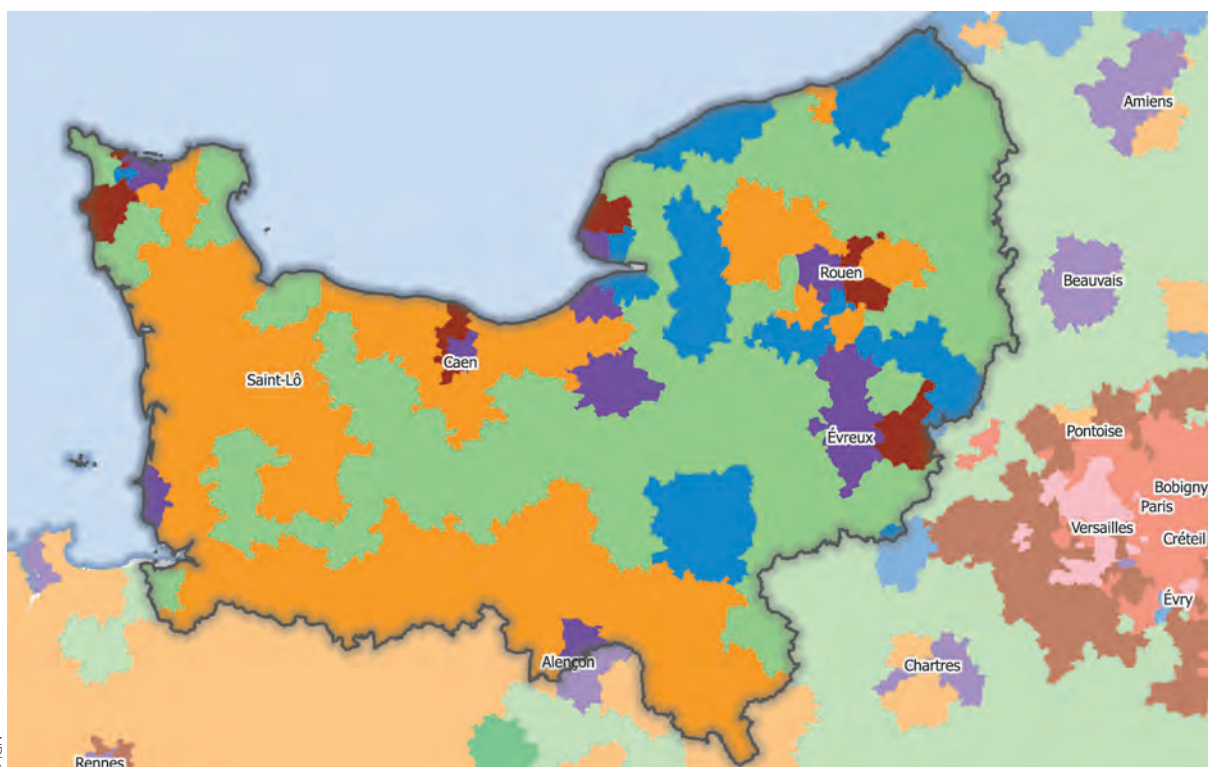 Amiens
Rouen
Beauvais
Caen
Saint-Lô
Évreux
Pontoise
Bobigny
Paris
Versailles
Créteil
Évry
Alençon
Chartres
Rennes